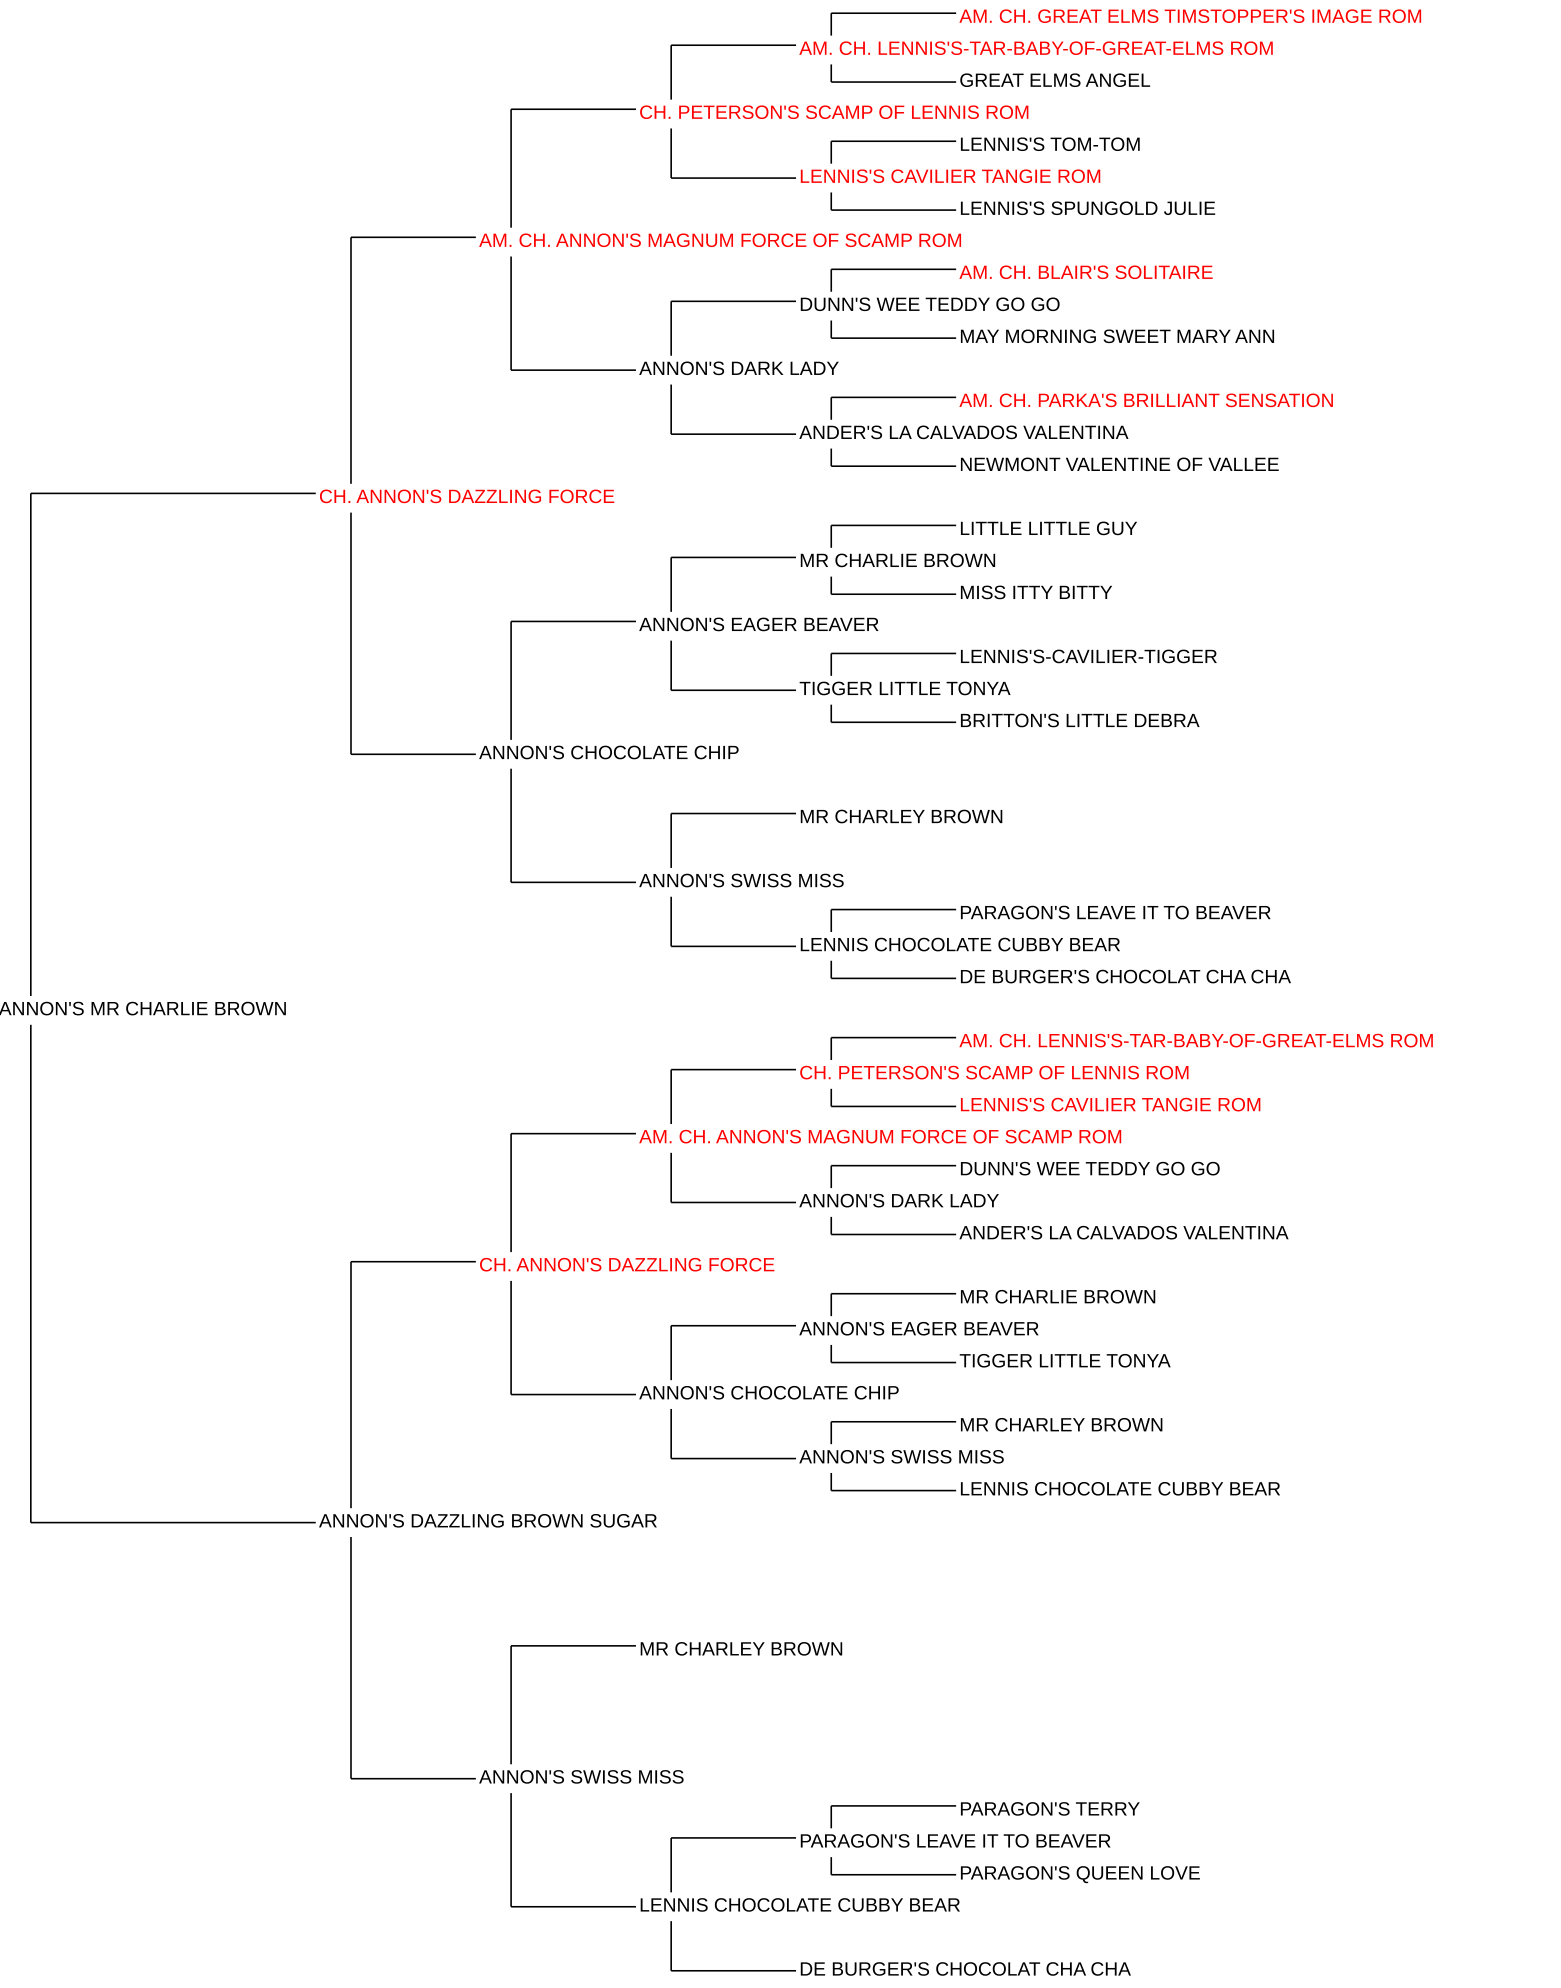 AM. CH. GREAT ELMS TIMSTOPPER'S IMAGE ROM
AM. CH. LENNIS'S-TAR-BABY-OF-GREAT-ELMS ROM
GREAT ELMS ANGEL
CH. PETERSON'S SCAMP OF LENNIS ROM
LENNIS'S TOM-TOM
LENNIS'S CAVILIER TANGIE ROM
LENNIS'S SPUNGOLD JULIE
AM. CH. ANNON'S MAGNUM FORCE OF SCAMP ROM
AM. CH. BLAIR'S SOLITAIRE
DUNN'S WEE TEDDY GO GO
MAY MORNING SWEET MARY ANN
ANNON'S DARK LADY
AM. CH. PARKA'S BRILLIANT SENSATION
ANDER'S LA CALVADOS VALENTINA
NEWMONT VALENTINE OF VALLEE
CH. ANNON'S DAZZLING FORCE
LITTLE LITTLE GUY
MR CHARLIE BROWN
MISS ITTY BITTY
ANNON'S EAGER BEAVER
LENNIS'S-CAVILIER-TIGGER
TIGGER LITTLE TONYA
BRITTON'S LITTLE DEBRA
ANNON'S CHOCOLATE CHIP
MR CHARLEY BROWN
ANNON'S SWISS MISS
PARAGON'S LEAVE IT TO BEAVER
LENNIS CHOCOLATE CUBBY BEAR
DE BURGER'S CHOCOLAT CHA CHA
ANNON'S MR CHARLIE BROWN
AM. CH. LENNIS'S-TAR-BABY-OF-GREAT-ELMS ROM
CH. PETERSON'S SCAMP OF LENNIS ROM
LENNIS'S CAVILIER TANGIE ROM
AM. CH. ANNON'S MAGNUM FORCE OF SCAMP ROM
DUNN'S WEE TEDDY GO GO
ANNON'S DARK LADY
ANDER'S LA CALVADOS VALENTINA
CH. ANNON'S DAZZLING FORCE
MR CHARLIE BROWN
ANNON'S EAGER BEAVER
TIGGER LITTLE TONYA
ANNON'S CHOCOLATE CHIP
MR CHARLEY BROWN
ANNON'S SWISS MISS
LENNIS CHOCOLATE CUBBY BEAR
ANNON'S DAZZLING BROWN SUGAR
MR CHARLEY BROWN
ANNON'S SWISS MISS
PARAGON'S TERRY
PARAGON'S LEAVE IT TO BEAVER
PARAGON'S QUEEN LOVE
LENNIS CHOCOLATE CUBBY BEAR
DE BURGER'S CHOCOLAT CHA CHA